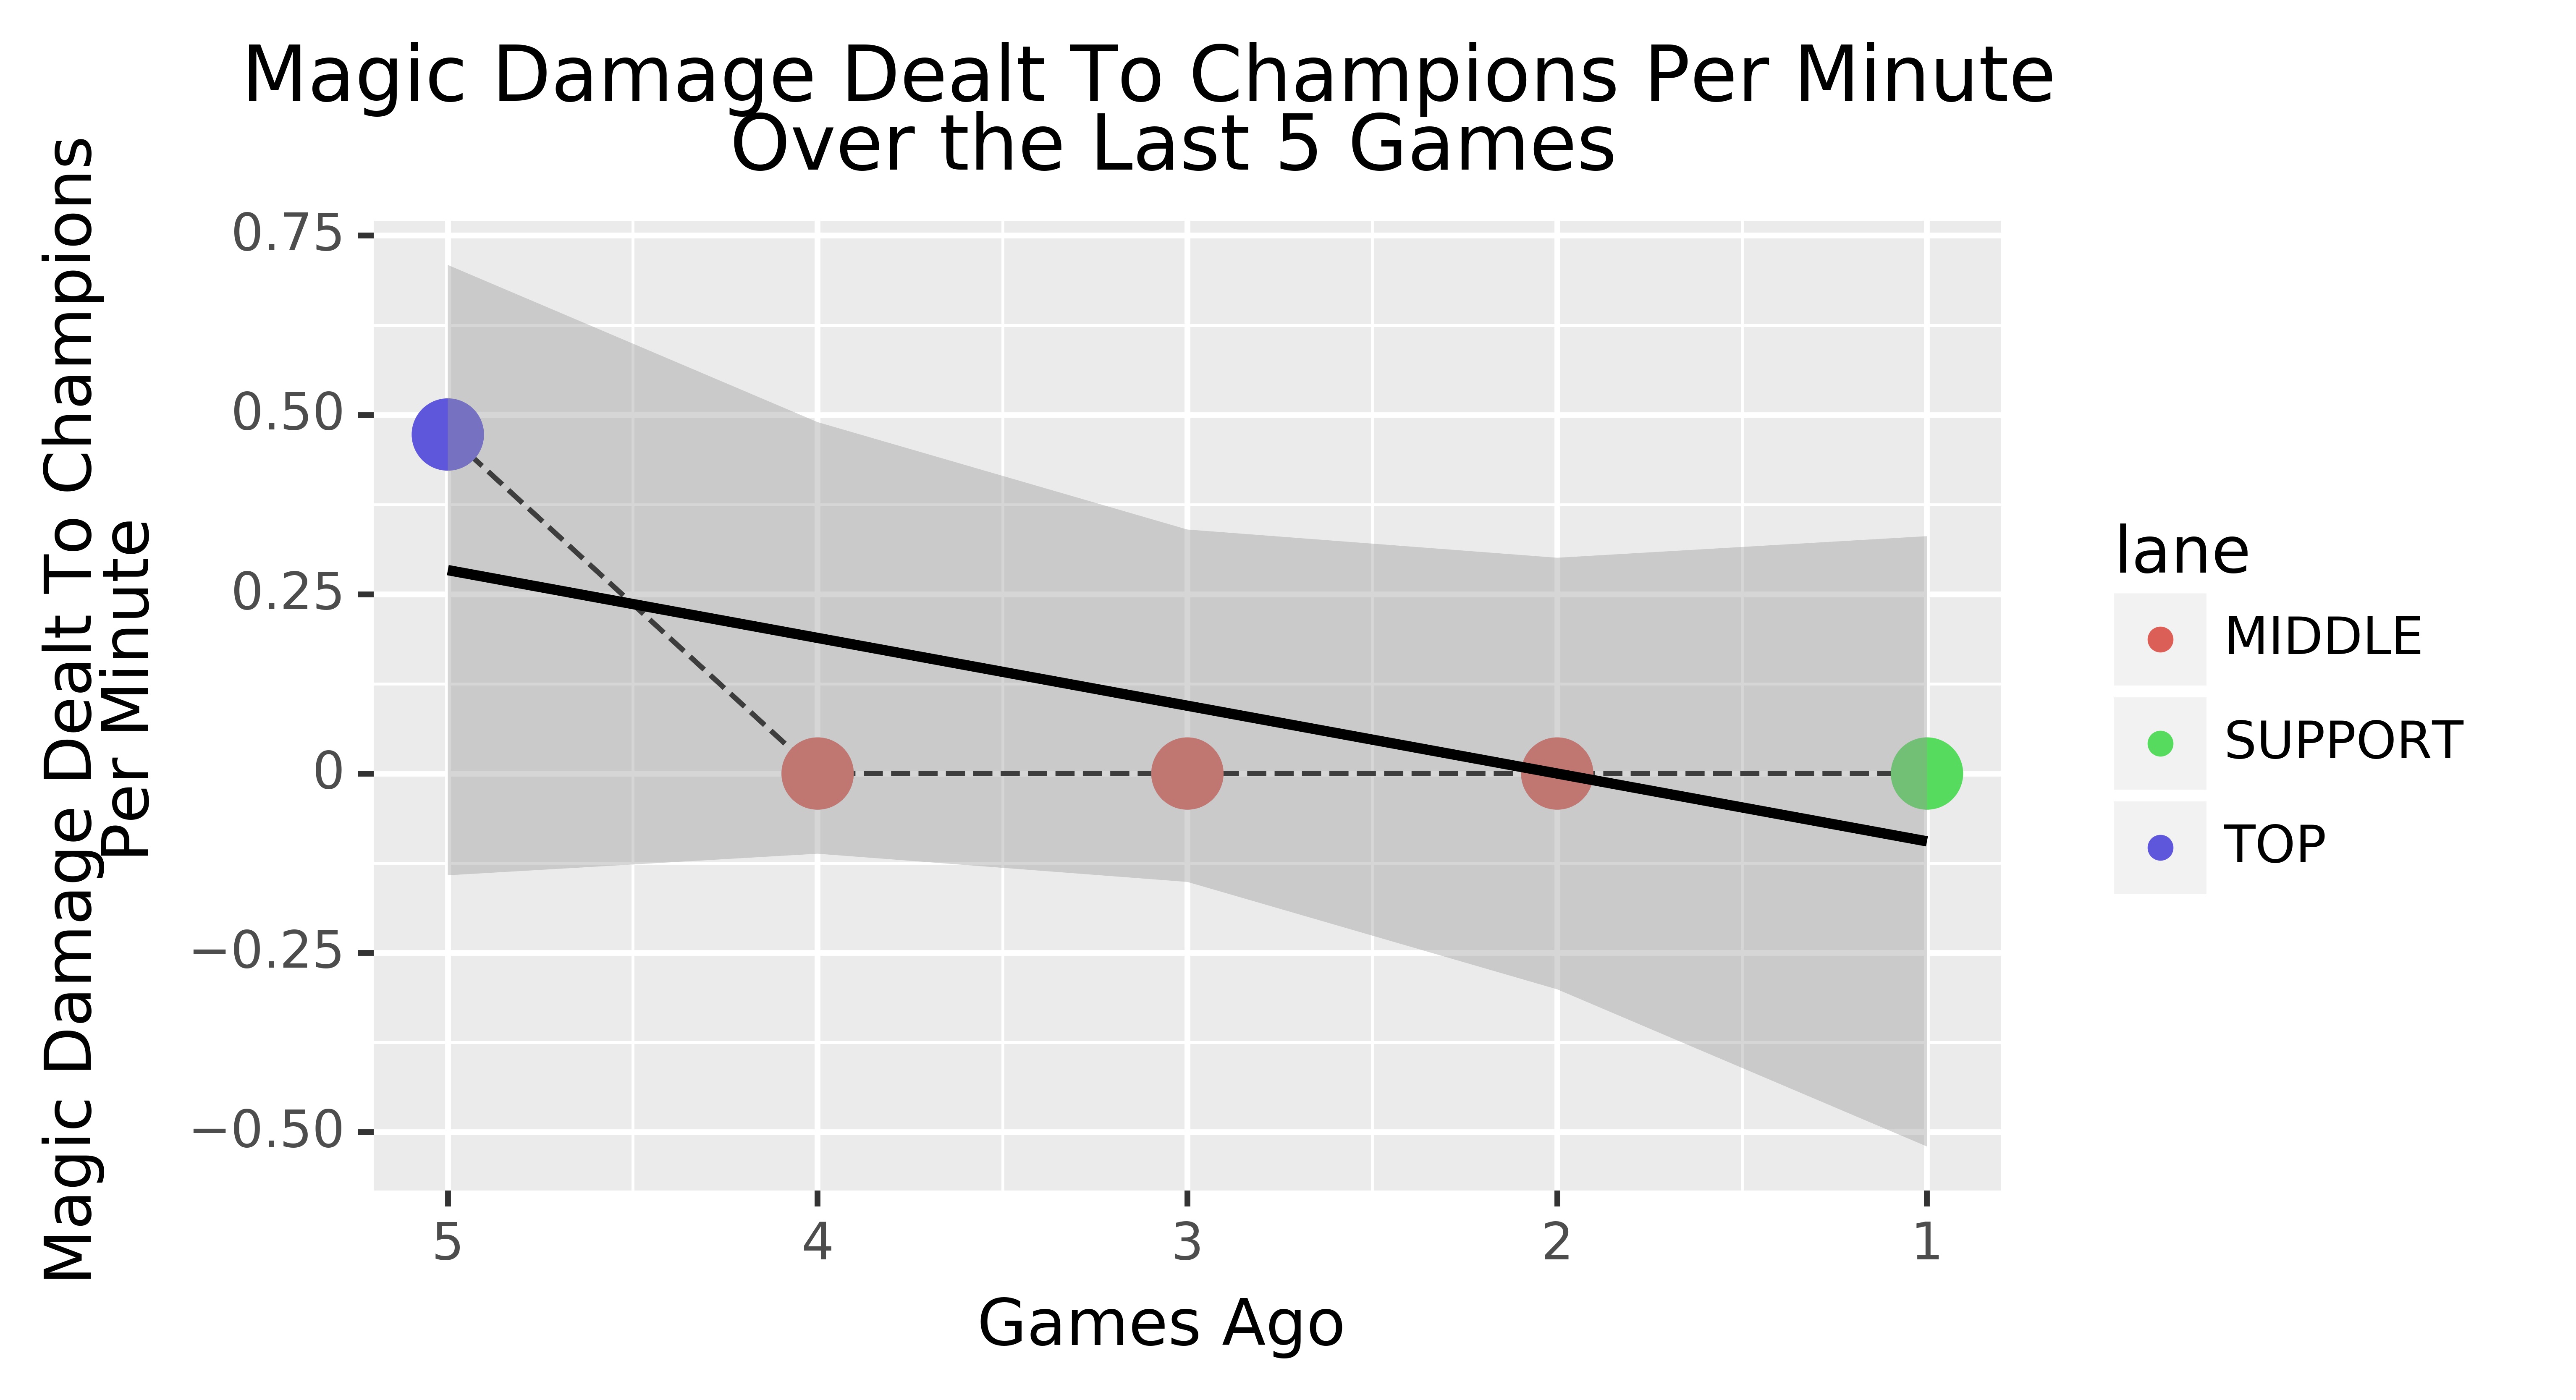 Magic Damage Dealt To Champions Per Minute
Over the Last 5 Games
Magic Damage Dealt To Champions
Per Minute
0.75
0.50
0.25
0
−0.25
−0.50
5
4
3
2
1
Games Ago
lane
MIDDLE
SUPPORT
TOP